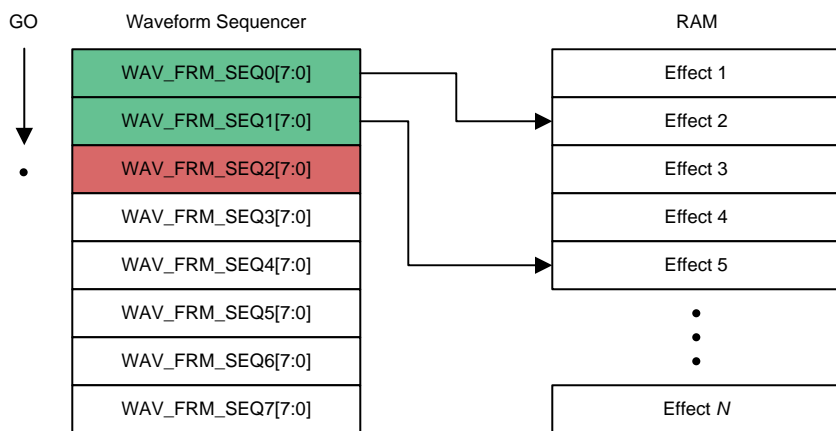 GO Waveform Sequencer RAM
WAV_FRM_SEQ0[7:0] Effect 1
WAV_FRM_SEQ1[7:0] Effect 2
WAV_FRM_SEQ2[7:0] Effect 3
WAV_FRM_SEQ3[7:0] Effect 4
WAV_FRM_SEQ4[7:0] Effect 5
WAV_FRM_SEQ5[7:0]
WAV_FRM_SEQ6[7:0]
WAV_FRM_SEQ7[7:0] Effect N